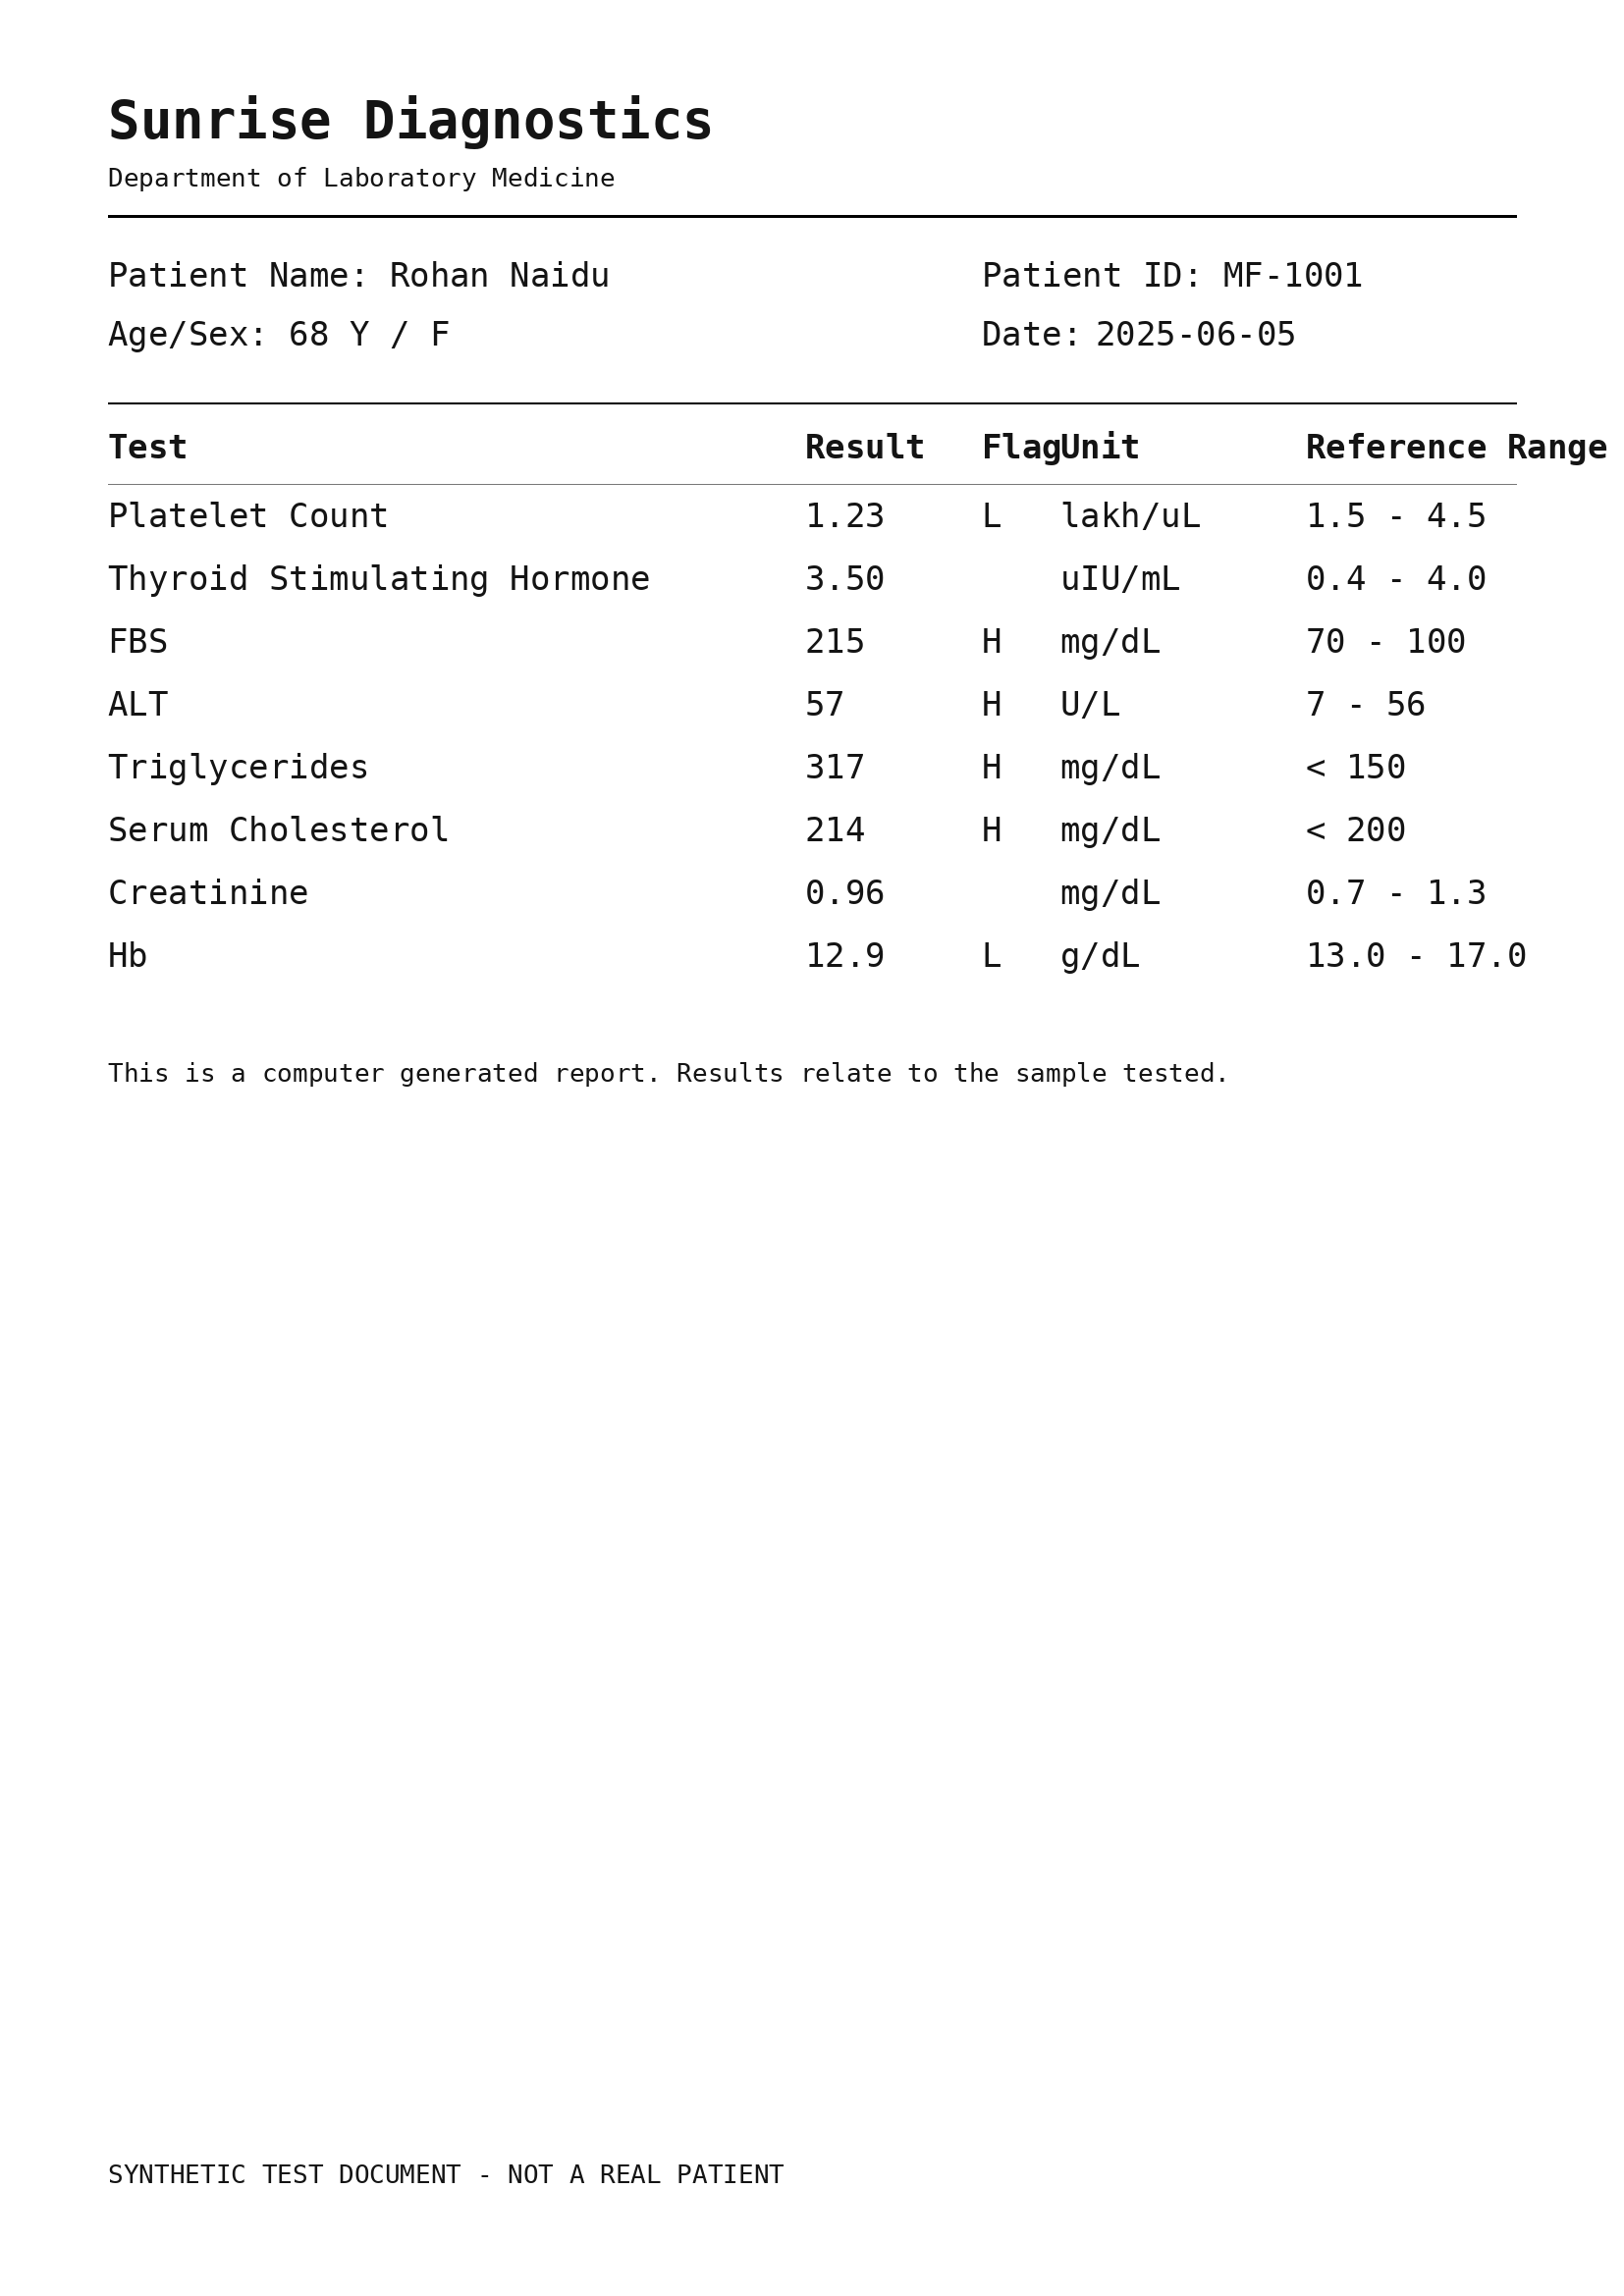 Sunrise Diagnostics
Department of Laboratory Medicine
Patient Name: Rohan Naidu Patient ID: MF-1001
Age/Sex: 68 Y / F Date: 2025-06-05
Test Result Flag Unit Reference Range
Platelet Count 1.23 L lakh/uL 1.5 - 4.5
Thyroid Stimulating Hormone 3.50 uIU/mL 0.4 - 4.0
FBS 215 H mg/dL 70 - 100
ALT 57 H U/L 7 - 56
Triglycerides 317 H mg/dL < 150
Serum Cholesterol 214 H mg/dL < 200
Creatinine 0.96 mg/dL 0.7 - 1.3
Hb 12.9 L g/dL 13.0 - 17.0
This is a computer generated report. Results relate to the sample tested.
SYNTHETIC TEST DOCUMENT - NOT A REAL PATIENT